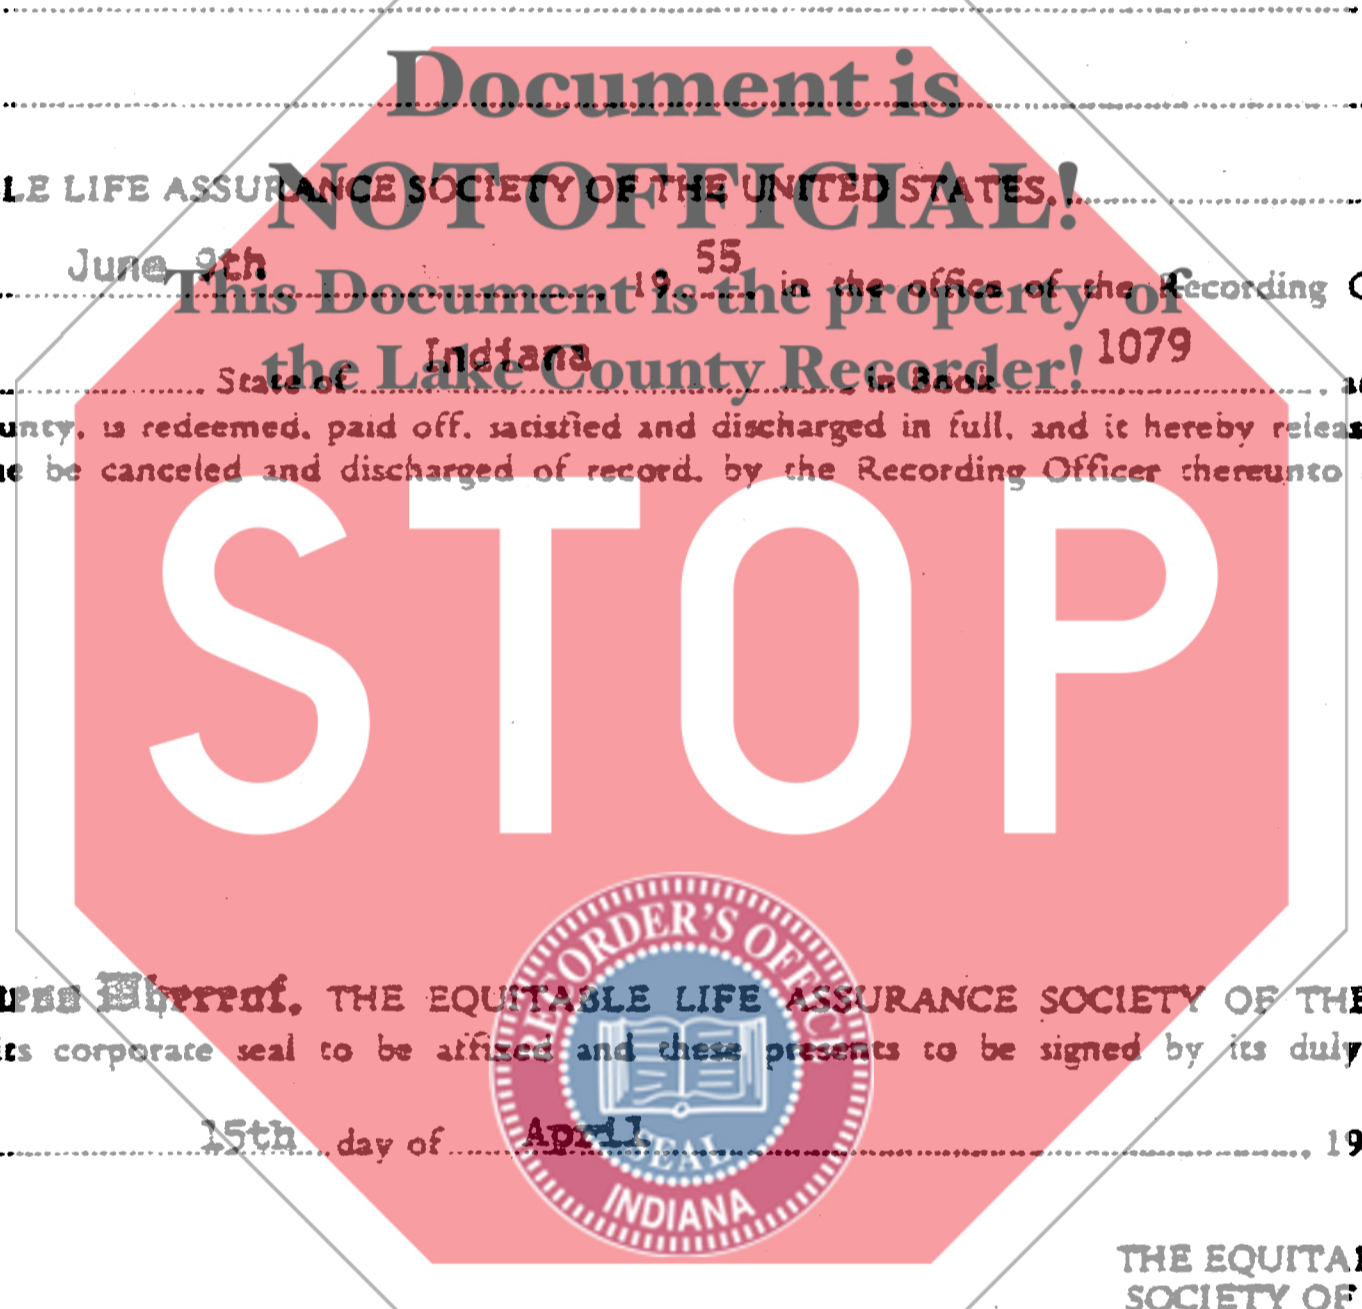 Document is
NOT OFFICIAL!
LE LIFE ASSURANCE SOCIETY OF THE UNITED STATES,
June 9th 19 55 in the office of the Recording
This Document is the property of
the Lake County Recorder!
State of Indiana in Book 1079
unty, is redeemed, paid off, satisfied and discharged in full, and it hereby releas
be canceled and discharged of record, by the Recording Officer thereunto
STOP
RECORDER'S OFFICE
Whereof, THE EQUITABLE LIFE ASSURANCE SOCIETY OF THE
its corporate seal to be affixed and these presents to be signed by its duly
15th day of April 19
SEAL
INDIANA
THE EQUITA
SOCIETY OF